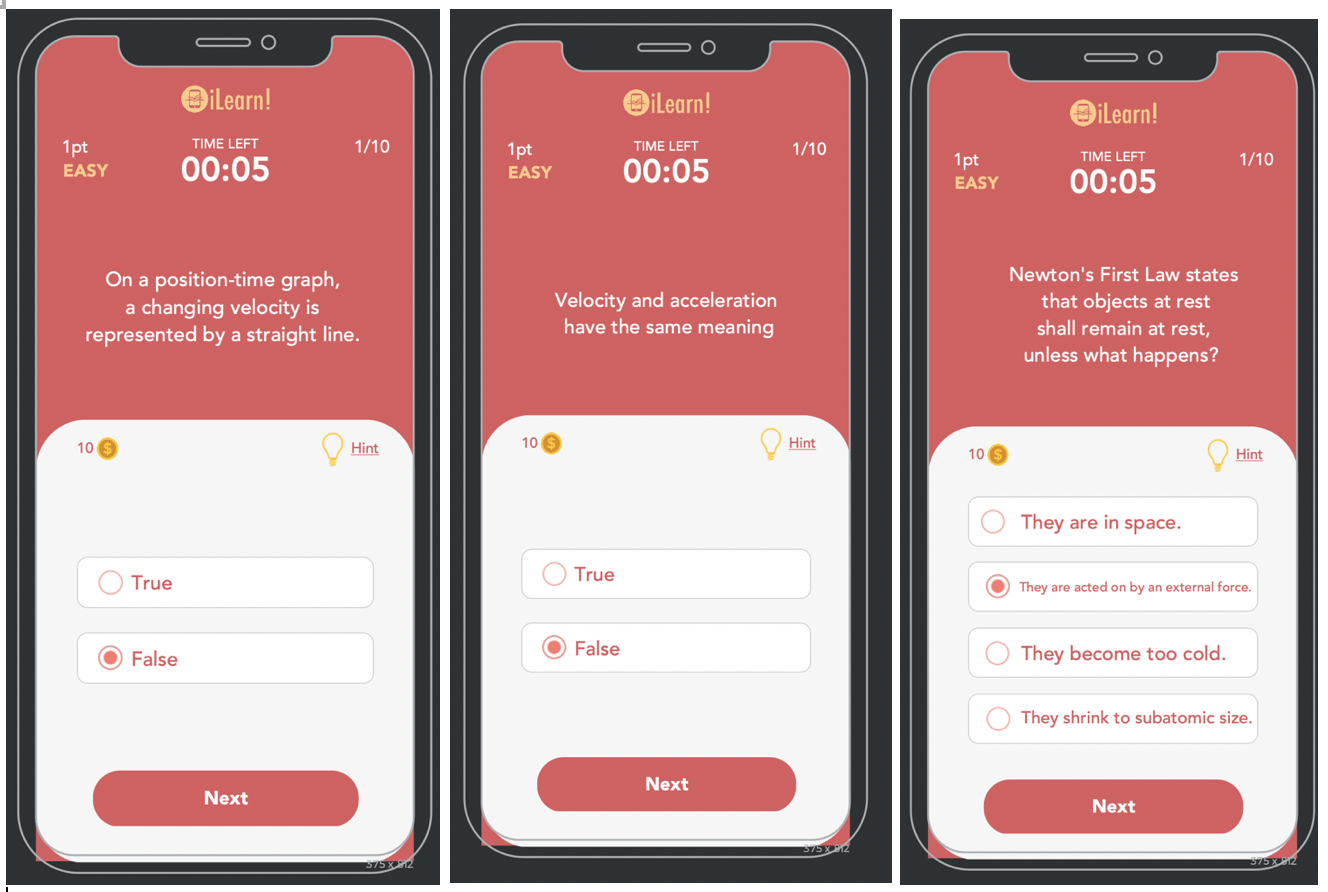 iLearn!
1pt
TIME LEFT
1/10
EASY
00:05
On a position-time graph,
a changing velocity is
represented by a straight line.
10 $
Hint
True
False
Next
375 x 812
iLearn!
1pt
TIME LEFT
1/10
EASY
00:05
Velocity and acceleration
have the same meaning
10 $
Hint
True
False
Next
375 x 812
iLearn!
1pt
TIME LEFT
1/10
EASY
00:05
Newton's First Law states
that objects at rest
shall remain at rest,
unless what happens?
10 $
Hint
They are in space.
They are acted on by an external force.
They become too cold.
They shrink to subatomic size.
Next
375 x 812